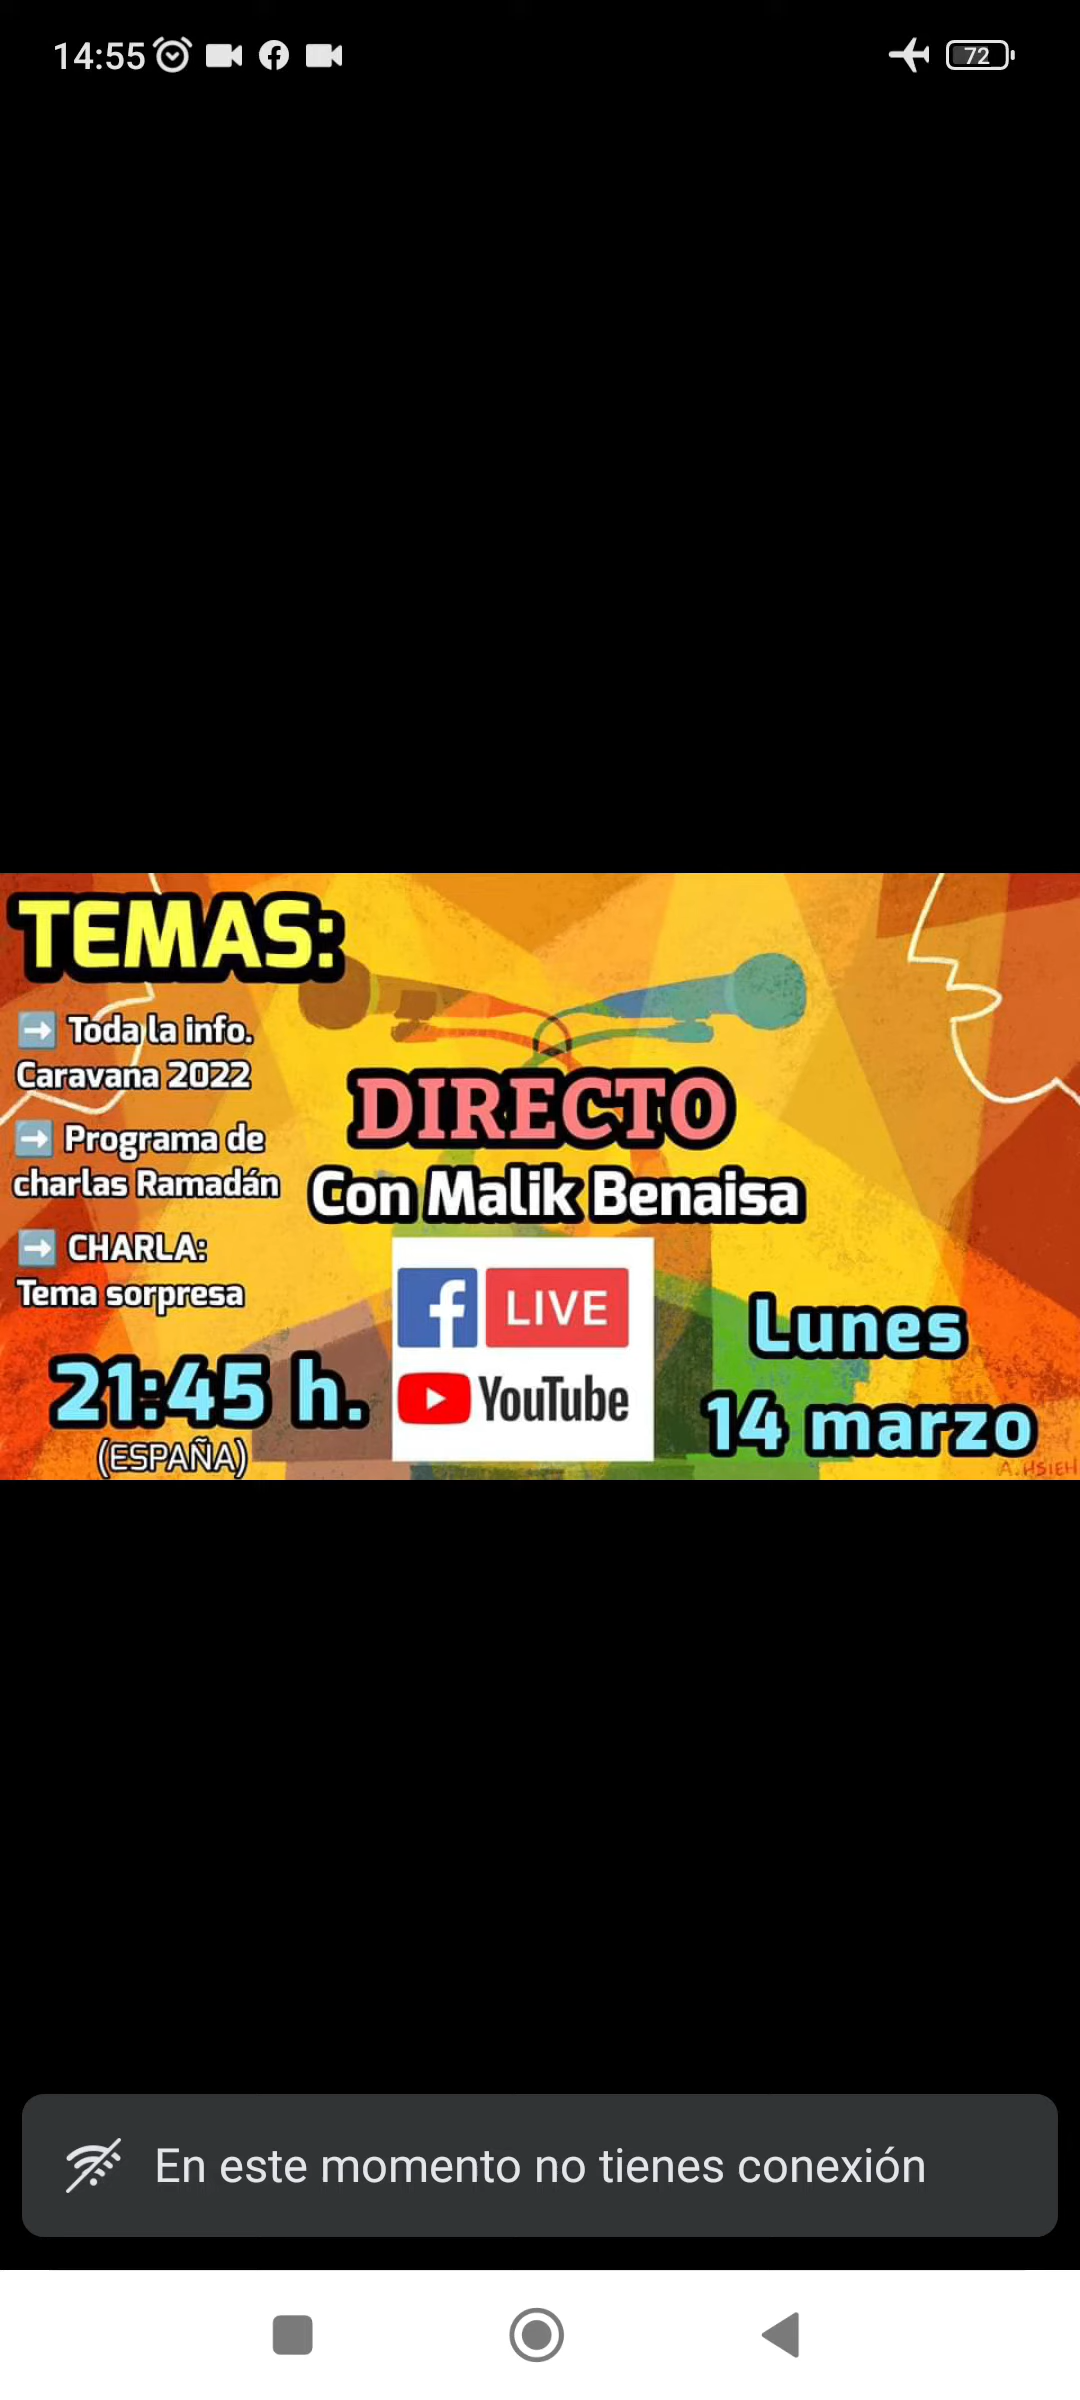 14:55
72
TEMAS:
➡ Toda la info.
Caravana 2022
➡ Programa de
charlas Ramadán
➡ CHARLA:
Tema sorpresa
21:45 h.
(ESPAÑA)
DIRECTO
Con Malik Benaisa
f LIVE
YouTube
Lunes
14 marzo
A. HSIEH
En este momento no tienes conexión